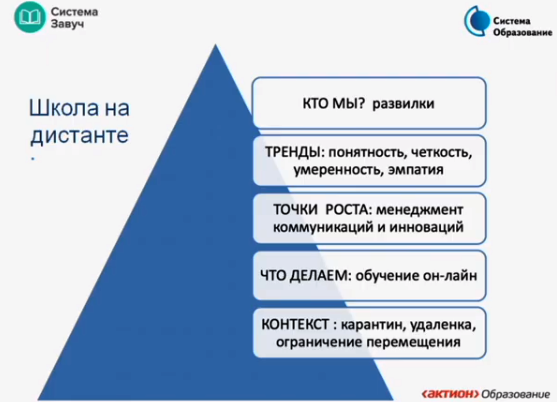 Система
Завуч
Система
Образование
Школа на
дистанте
КТО МЫ? развилки
ТРЕНДЫ: понятность, четкость,
умеренность, эмпатия
ТОЧКИ РОСТА: менеджмент
коммуникаций и инноваций
ЧТО ДЕЛАЕМ: обучение он-лайн
КОНТЕКСТ : карантин, удаленка,
ограничение перемещения
актион Образование